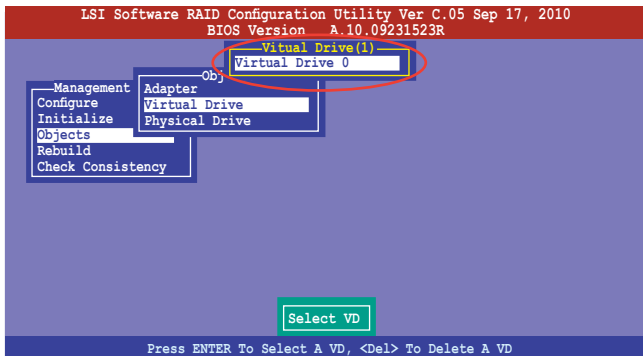 LSI Software RAID Configuration Utility Ver C.05 Sep 17, 2010
BIOS Version A.10.09231523R
Vitual Drive(1)
Virtual Drive 0
Obj
Adapter
Virtual Drive
Physical Drive
Management
Configure
Initialize
Objects
Rebuild
Check Consistency
Select VD
Press ENTER To Select A VD, <Del> To Delete A VD